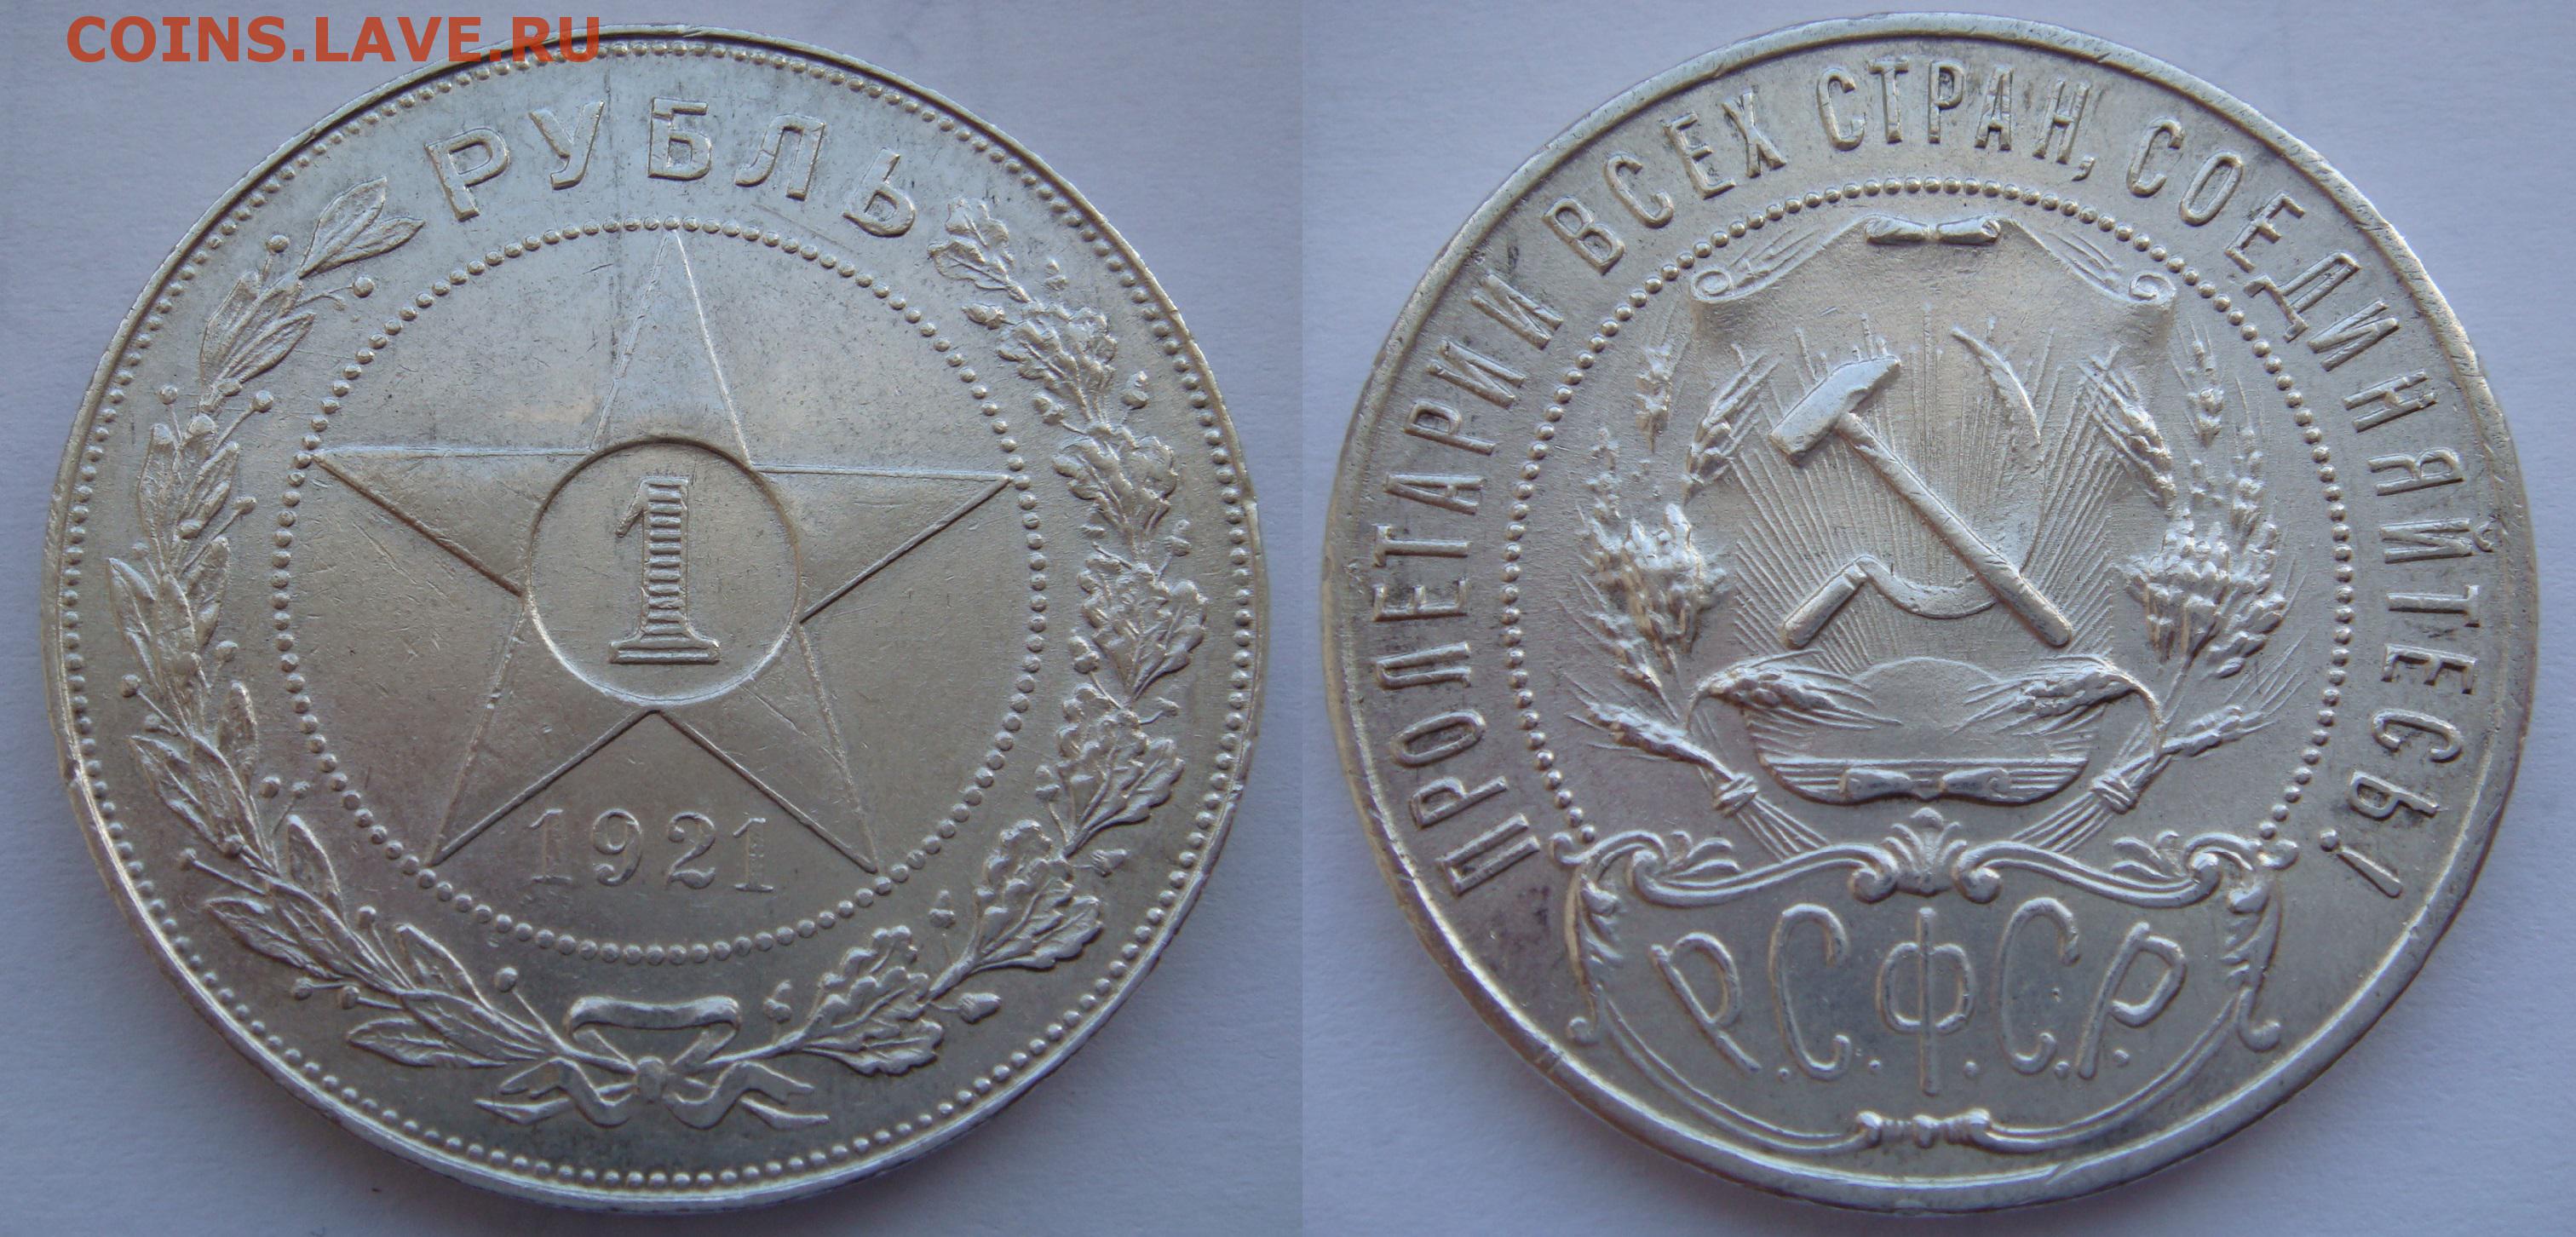 COINS.LAVE.RU
РУБЛЬ
1
1921
ПРОЛЕТАРИИ ВСЕХ СТРАН, СОЕДИНЯЙТЕСЬ!
Р.С.Ф.С.Р.